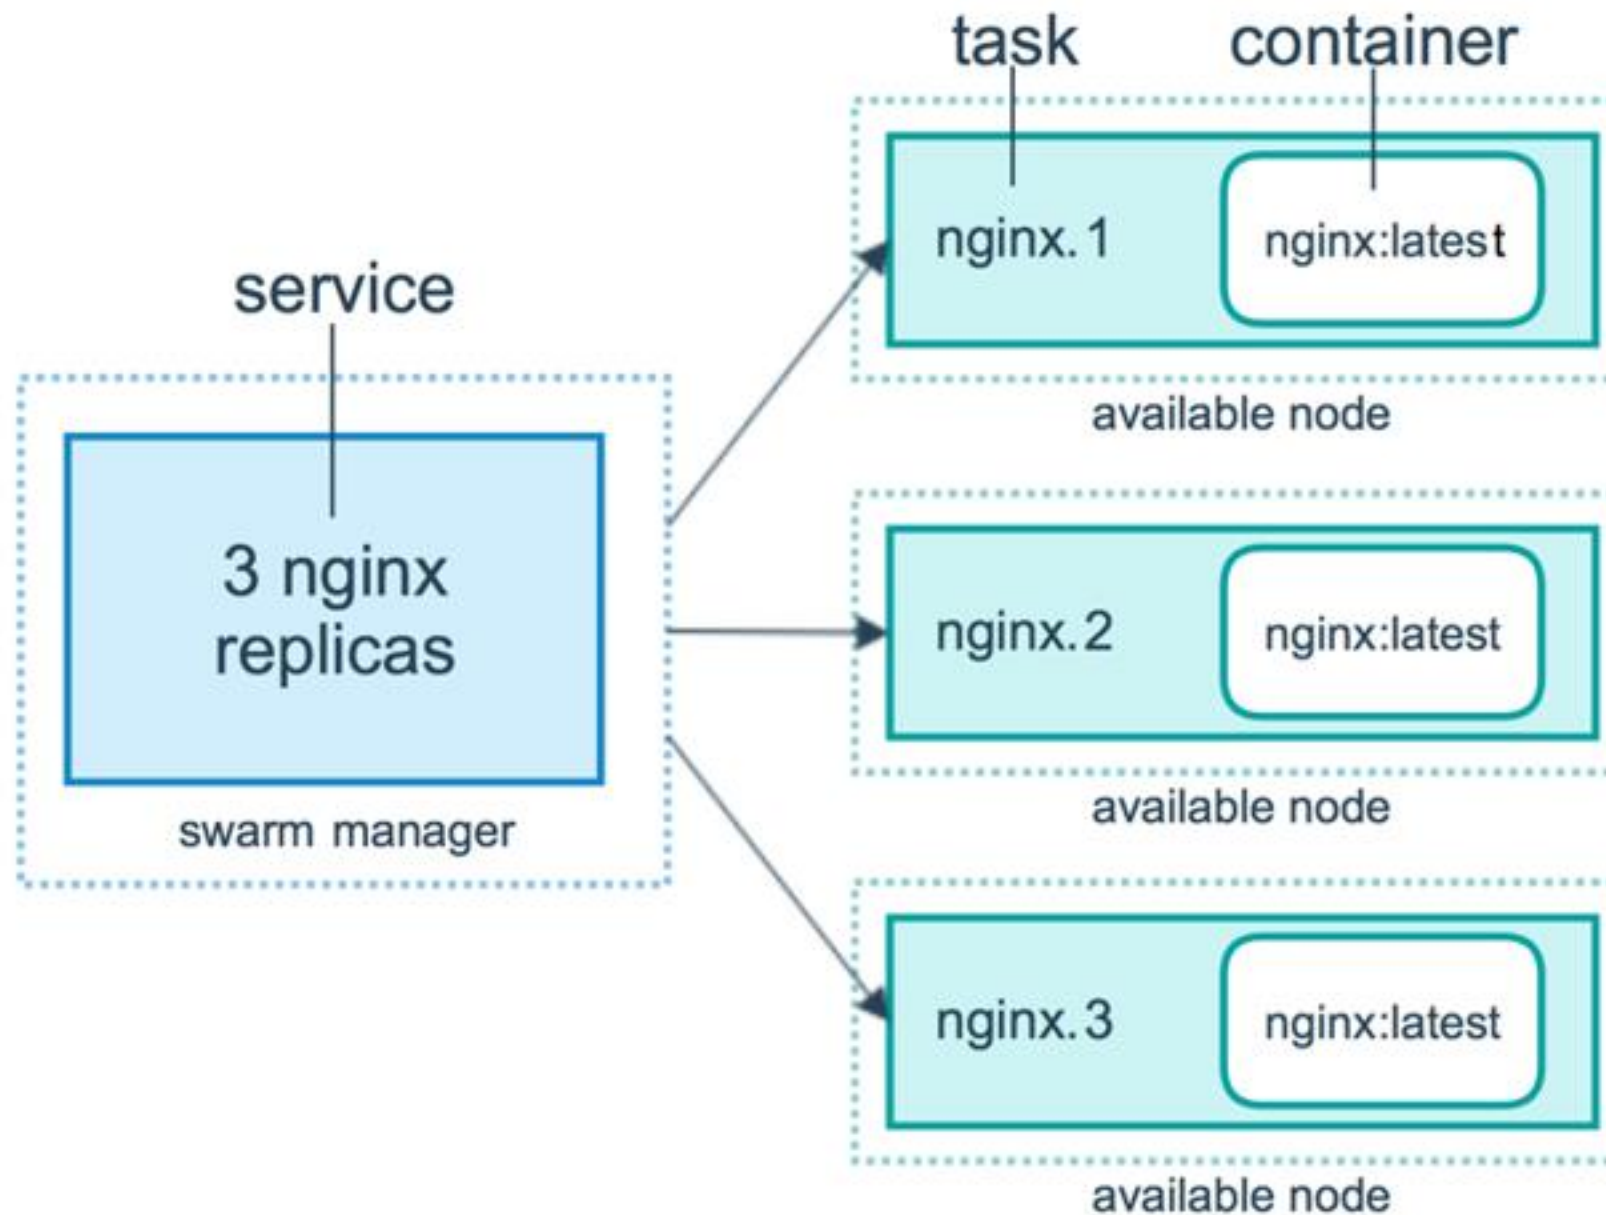 task
container
service
3 nginx
replicas
swarm manager
nginx.1
nginx:latest
available node
nginx.2
nginx:latest
available node
nginx.3
nginx:latest
available node